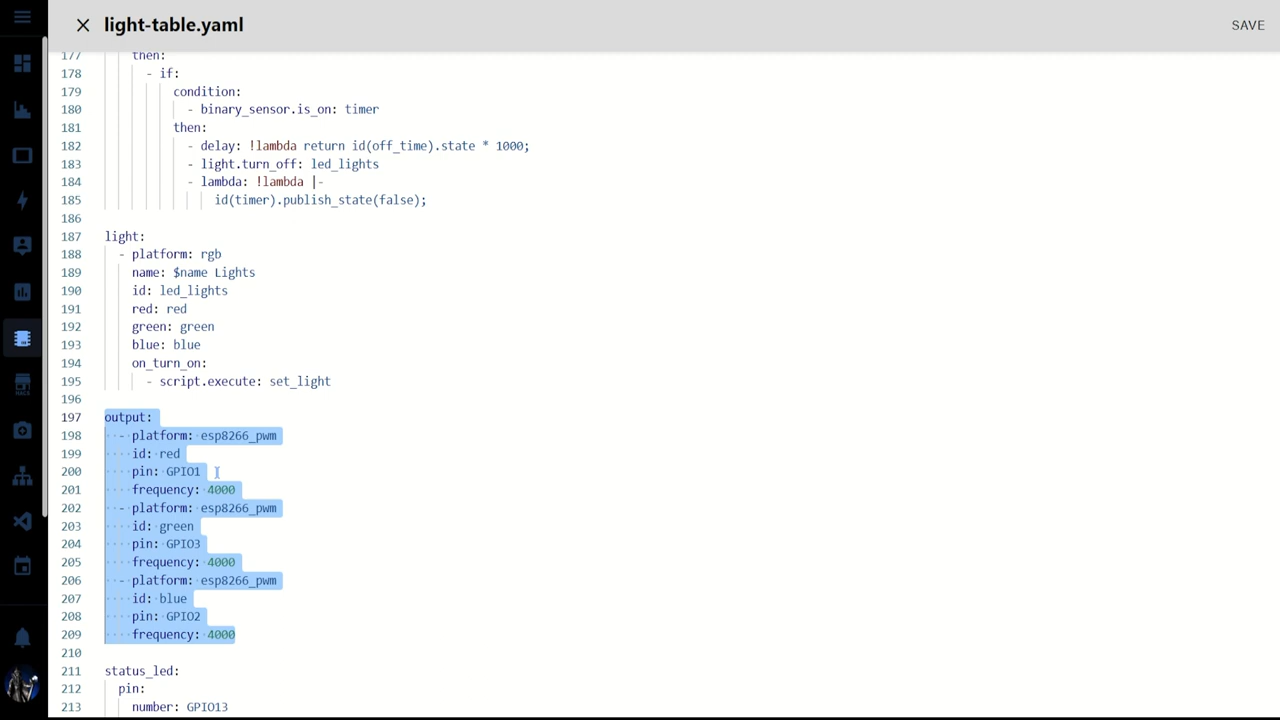 light-table.yaml
SAVE
177 then:
178 - if:
179 condition:
180 - binary_sensor.is_on: timer
181 then:
182 - delay: !lambda return id(off_time).state * 1000;
183 - light.turn_off: led_lights
184 - lambda: !lambda |-
185 id(timer).publish_state(false);
186
187 light:
188 - platform: rgb
189 name: $name Lights
190 id: led_lights
191 red: red
192 green: green
193 blue: blue
194 on_turn_on:
195 - script.execute: set_light
196
197 output:
198 - platform: esp8266_pwm
199 id: red
200 pin: GPIO1
201 frequency: 4000
202 - platform: esp8266_pwm
203 id: green
204 pin: GPIO3
205 frequency: 4000
206 - platform: esp8266_pwm
207 id: blue
208 pin: GPIO2
209 frequency: 4000
210
211 status_led:
212 pin:
213 number: GPIO13